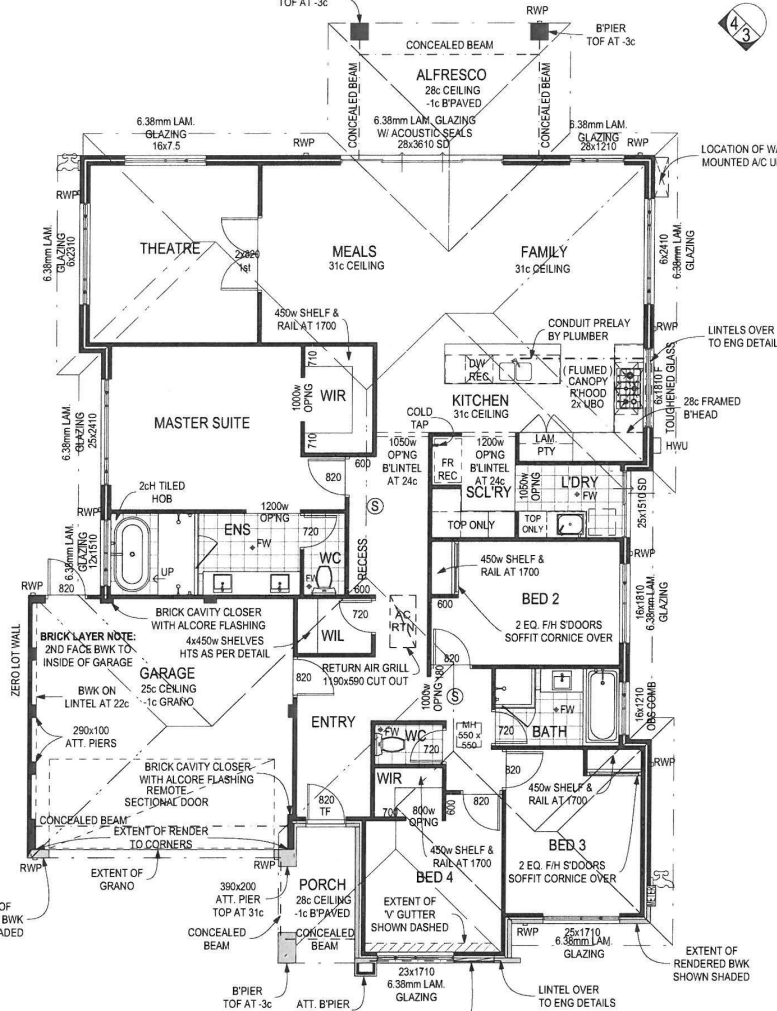 TOF AT -3c
RWP
B'PIER
TOF AT -3c
4
3
CONCEALED BEAM
ALFRESCO
28c CEILING
-1c B'PAVED
CONCEALED BEAM
CONCEALED BEAM
6.38mm LAM.
GLAZING
16x7.5
RWP
6.38mm LAM. GLAZING
W/ ACOUSTIC SEALS
28x3610 SD
6.38mm LAM.
GLAZING
28x1210
RWP
LOCATION OF
MOUNTED A/C
RWP
6.38mm LAM.
GLAZING
6x2310
THEATRE
2x820
1st
MEALS
31c CEILING
FAMILY
31c CEILING
6x2410
6.38mm LAM.
GLAZING
450w SHELF &
RAIL AT 1700
CONDUIT PRELAY
BY PLUMBER
RWP
LINTELS OVER
TO ENG DETAIL
710
1000w
OP'NG
WIR
710
DW
REC
(FLUMED)
CANOPY
R'HOOD
2x UBO
6x1810 F
TOUGHENED GLASS
KITCHEN
31c CEILING
28c FRAMED
B'HEAD
MASTER SUITE
6.38mm LAM.
GLAZING
25x2410
COLD
TAP
1050w
OP'NG
B'LINTEL
AT 24c
1200w
OP'NG
B'LINTEL
AT 24c
LAM.
PTY
HWU
600
820
FR
REC
1050w
OP'NG
L'DRY
FW
25x1510 SD
2cH TILED
HOB
1200w
OP'NG
SCL'RY
TOP ONLY
TOP
ONLY
RWP
6.38mm LAM.
GLAZING
12x1510
ENS
FW
720
WC
FW
UP
S
RECESS
600
RWP
820
RWP
450w SHELF &
RAIL AT 1700
BED 2
600
2 EQ. F/H S'DOORS
SOFFIT CORNICE OVER
16x1810
6.38mm LAM.
GLAZING
BRICK CAVITY CLOSER
WITH ALCORE FLASHING
4x450w SHELVES
HTS AS PER DETAIL
720
WIL
AC
RTN
ZERO LOT WALL
BRICK LAYER NOTE:
2ND FACE BWK TO
INSIDE OF GARAGE
GARAGE
25c CEILING
-1c GRANO
BWK ON
LINTEL AT 22c
290x100
ATT. PIERS
820
RETURN AIR GRILL
1190x590 CUT OUT
820
1000w
OP'NG
180
S
ENTRY
FW
WC
720
MH
550 x
550
FW
720
BATH
16x1210
OBS COMB
BRICK CAVITY CLOSER
WITH ALCORE FLASHING
REMOTE
SECTIONAL DOOR
CONCEALED BEAM
EXTENT OF RENDER
TO CORNERS
WIR
820
TF
700
800w
OP'NG
600
820
820
RWP
450w SHELF &
RAIL AT 1700
BED 3
2 EQ. F/H S'DOORS
SOFFIT CORNICE OVER
450w SHELF &
RAIL AT 1700
BED 4
RWP
EXTENT OF
GRANO
RWP
390x200
ATT. PIER
TOP AT 31c
PORCH
28c CEILING
-1c B'PAVED
CONCEALED
BEAM
CONCEALED
BEAM
EXTENT OF
'V' GUTTER
SHOWN DASHED
METER
OF
BWK
ADED
RWP
25x1710
6.38mm LAM.
GLAZING
EXTENT OF
RENDERED BWK
SHOWN SHADED
B'PIER
TOF AT -3c
ATT. B'PIER
23x1710
6.38mm LAM.
GLAZING
LINTEL OVER
TO ENG DETAILS